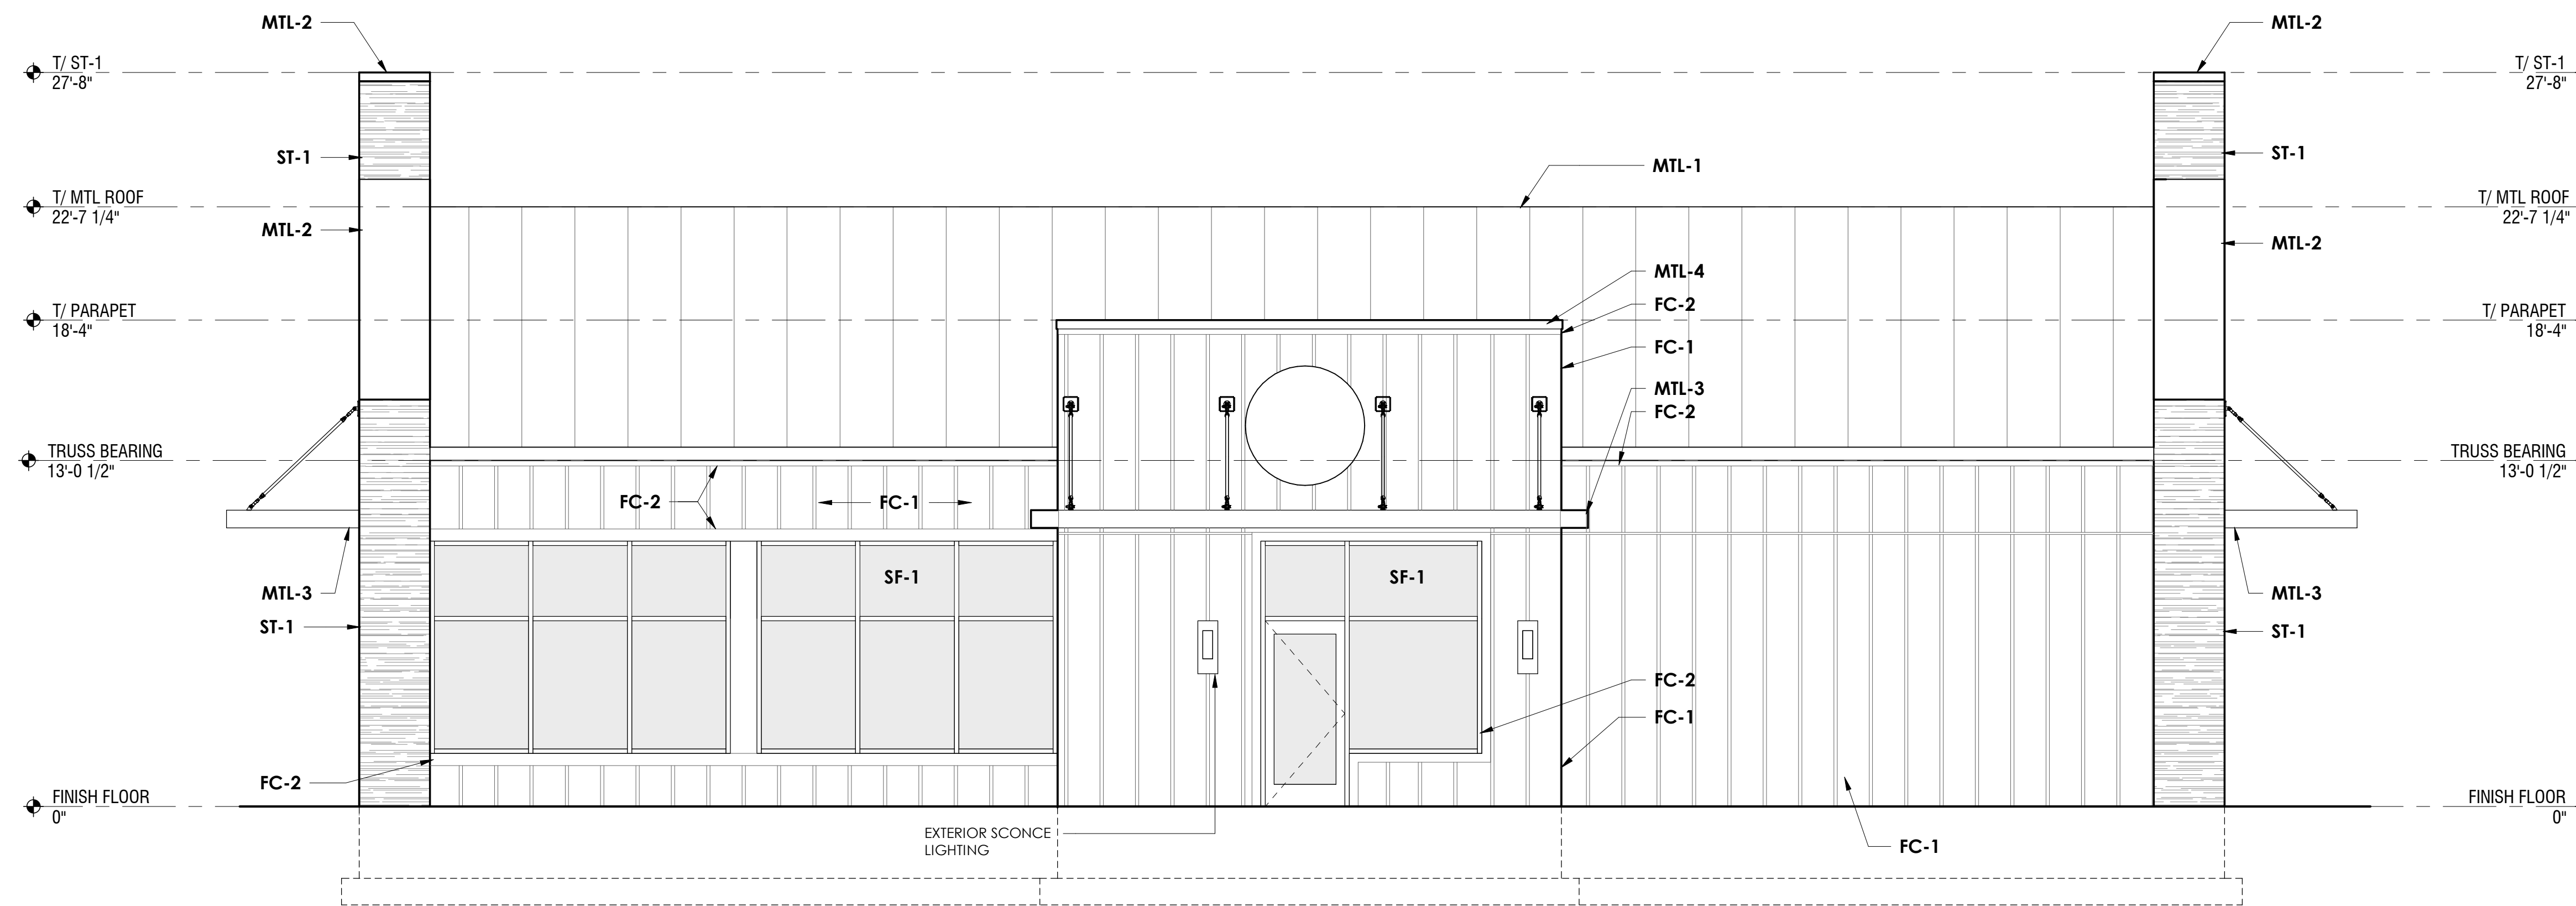 MTL-2
MTL-2
T/ ST-1
27'-8"
T/ ST-1
27'-8"
ST-1
ST-1
MTL-1
T/ MTL ROOF
22'-7 1/4"
T/ MTL ROOF
22'-7 1/4"
MTL-2
MTL-2
MTL-4
FC-2
T/ PARAPET
18'-4"
T/ PARAPET
18'-4"
FC-1
MTL-3
FC-2
TRUSS BEARING
13'-0 1/2"
TRUSS BEARING
13'-0 1/2"
FC-2
FC-1
SF-1
SF-1
MTL-3
MTL-3
ST-1
ST-1
FC-2
FC-1
FC-2
FINISH FLOOR
0"
FINISH FLOOR
0"
EXTERIOR SCONCE
LIGHTING
FC-1